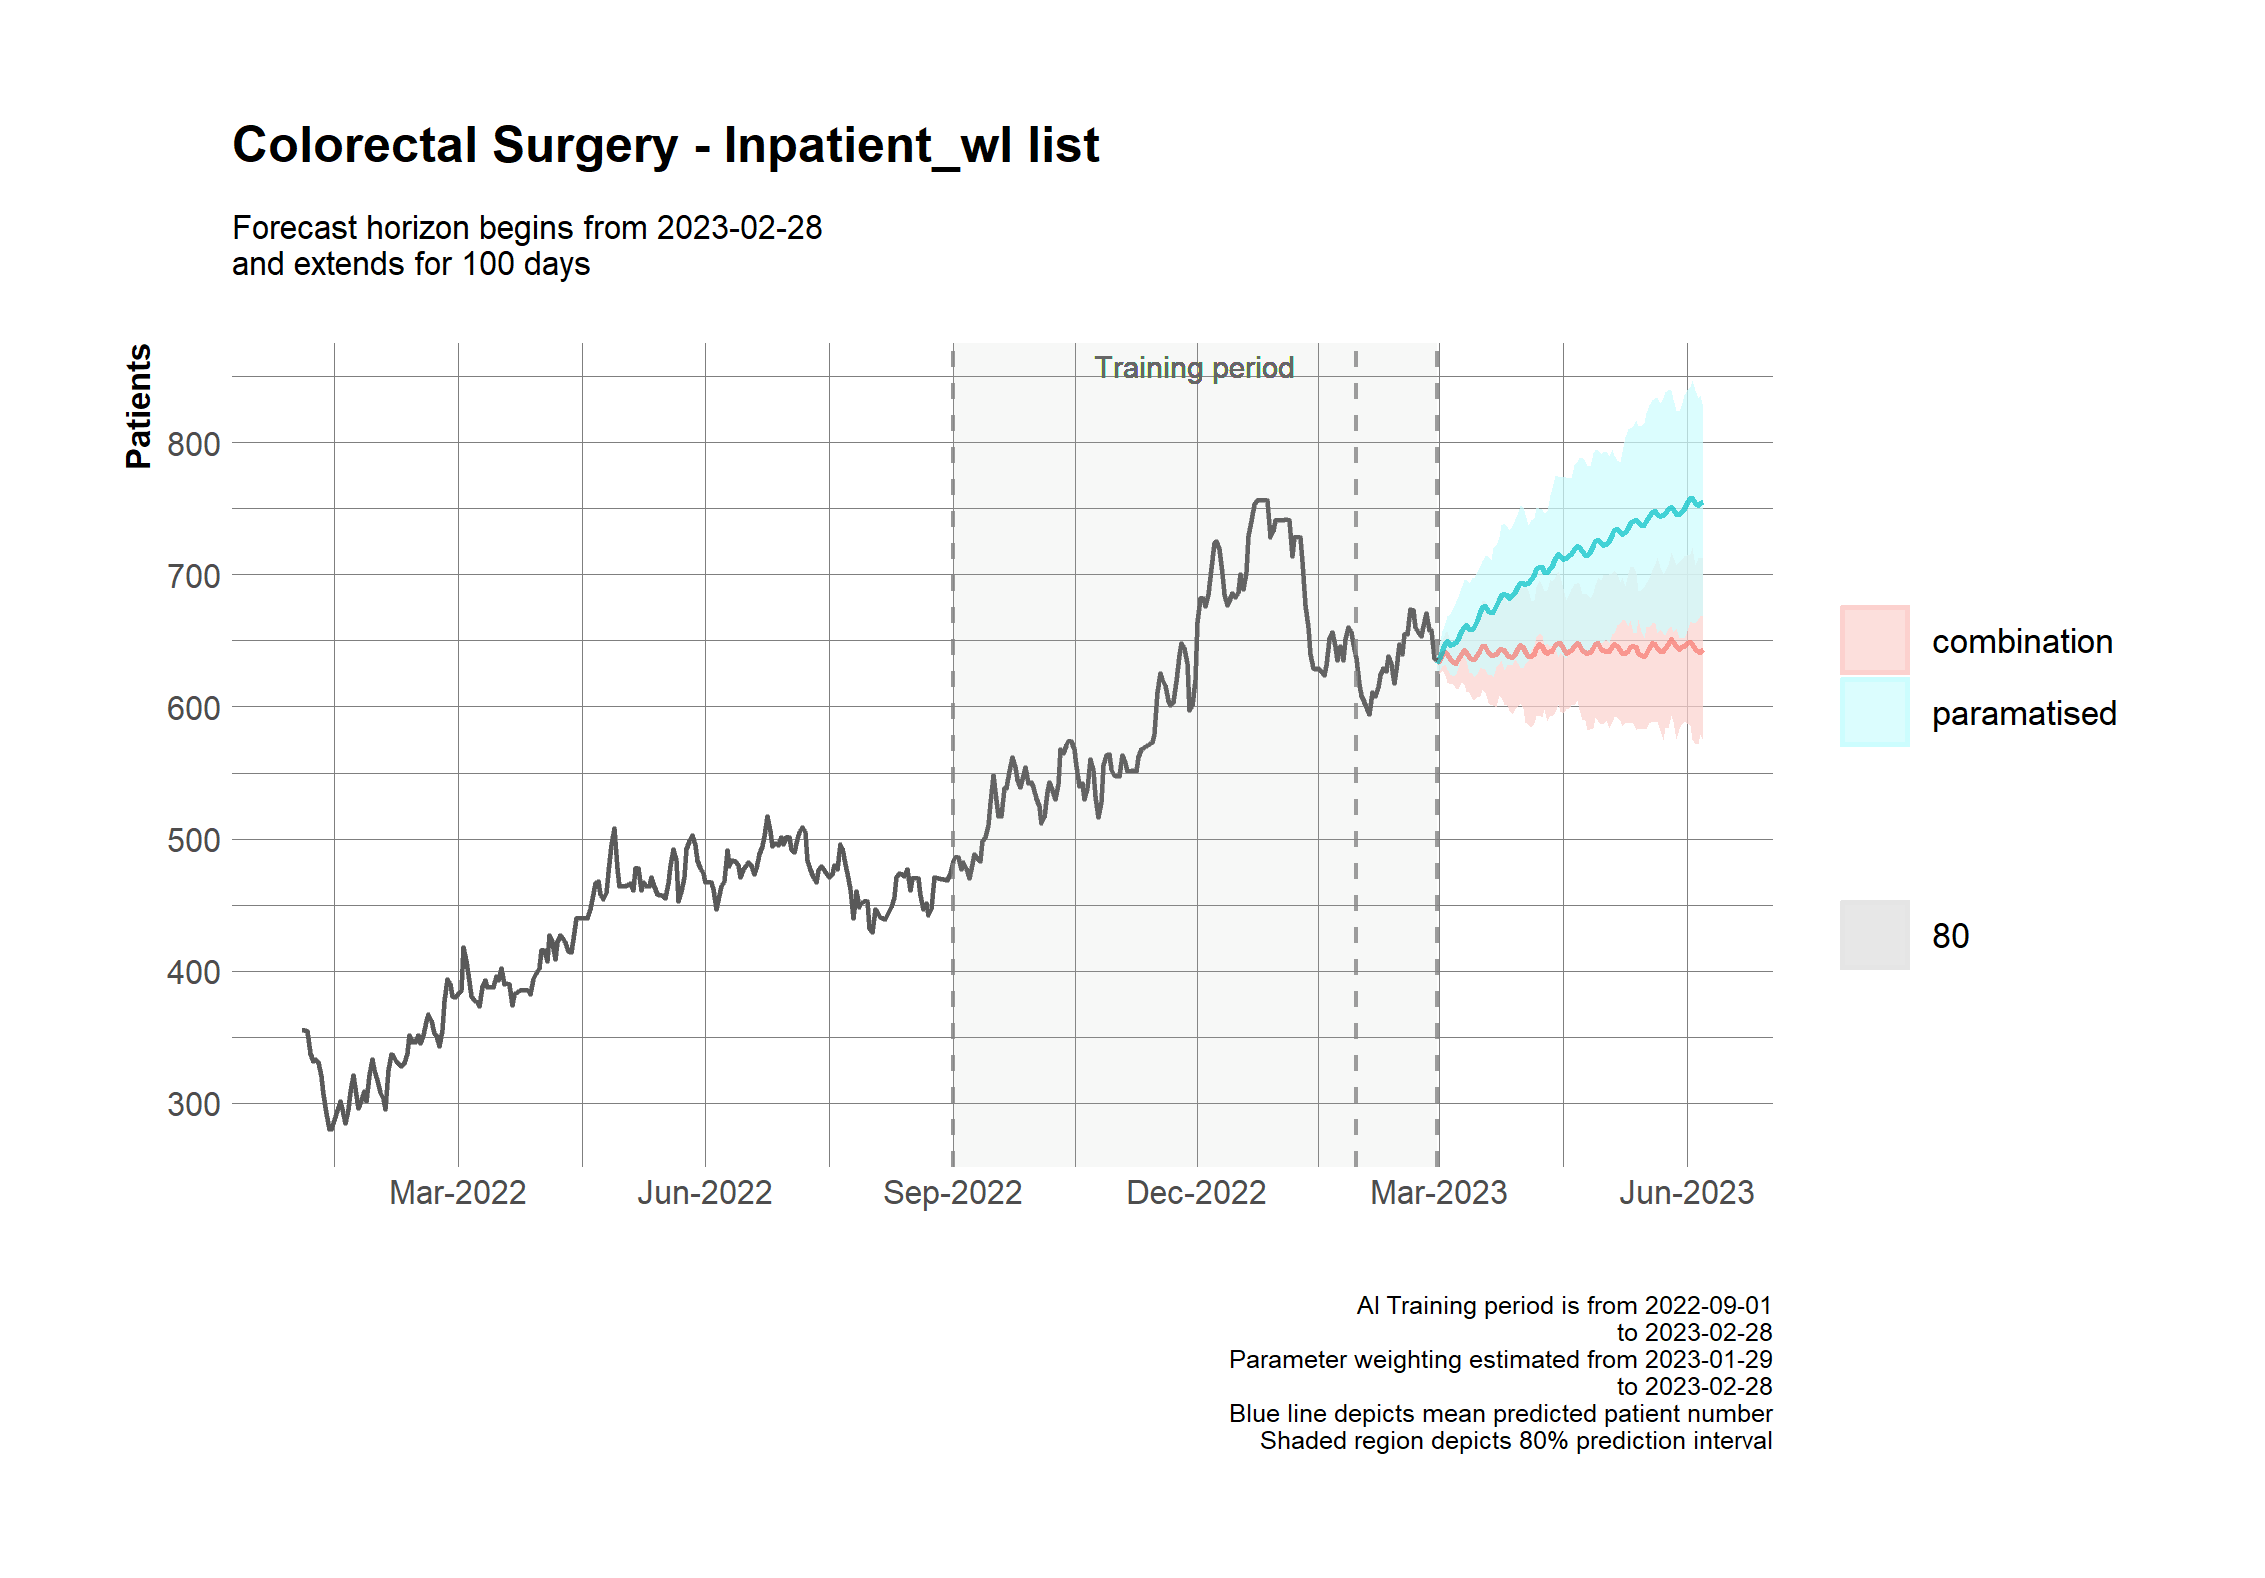 Colorectal Surgery - Inpatient_wl list
Forecast horizon begins from 2023-02-28
and extends for 100 days
Patients
Training period
800
700
600
500
400
300
Mar-2022
Jun-2022
Sep-2022
Dec-2022
Mar-2023
Jun-2023
combination
paramatised
80
AI Training period is from 2022-09-01
to 2023-02-28
Parameter weighting estimated from 2023-01-29
to 2023-02-28
Blue line depicts mean predicted patient number
Shaded region depicts 80% prediction interval